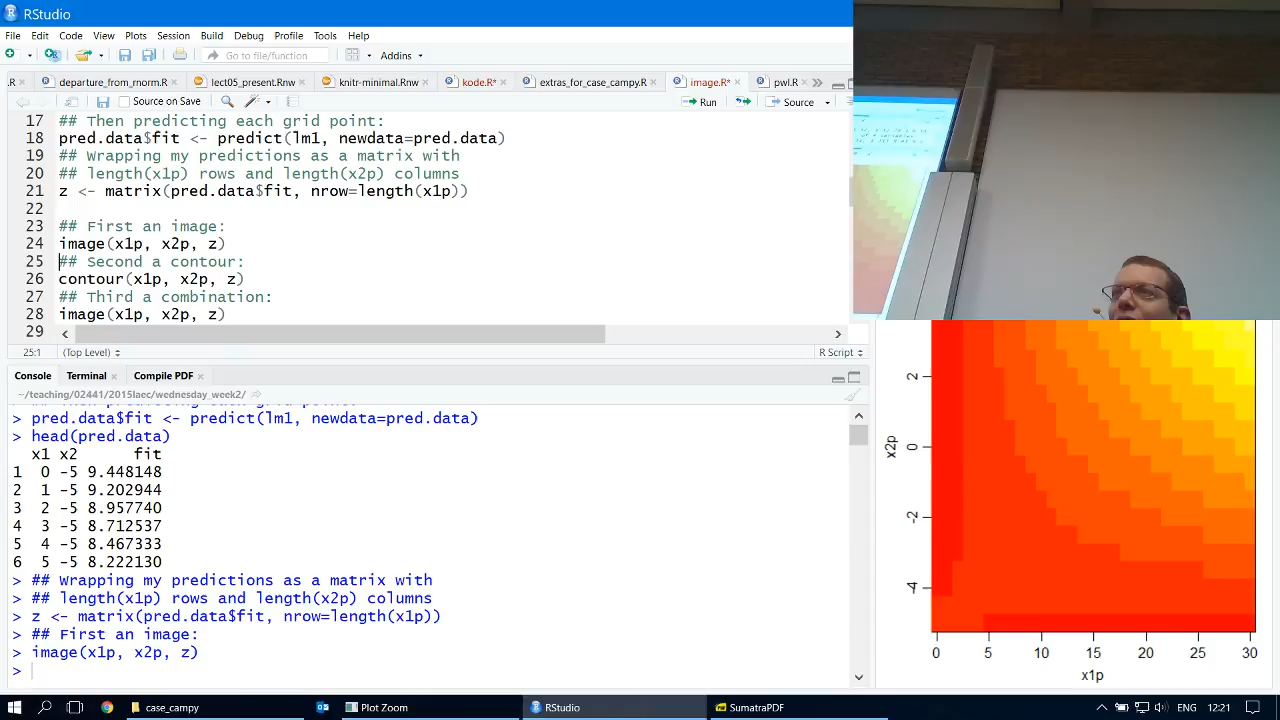 RStudio
File Edit Code View Plots Session Build Debug Profile Tools Help
Go to file/function Addins
R departure_from_rnorm.R lect05_present.Rnw knitr-minimal.Rnw kode.R* extras_for_case_campy.R image.R* pwl.R
Source on Save Run Source
17 ## Then predicting each grid point:
18 pred.data$fit <- predict(lm1, newdata=pred.data)
19 ## Wrapping my predictions as a matrix with
20 ## length(x1p) rows and length(x2p) columns
21 z <- matrix(pred.data$fit, nrow=length(x1p))
22
23 ## First an image:
24 image(x1p, x2p, z)
25 ## Second a contour:
26 contour(x1p, x2p, z)
27 ## Third a combination:
28 image(x1p, x2p, z)
29
25:1 (Top Level) R Script
Console Terminal Compile PDF
~/teaching/02441/2015laec/wednesday_week2/
> pred.data$fit <- predict(lm1, newdata=pred.data)
> head(pred.data)
x1 x2 fit
1 0 -5 9.448148
2 1 -5 9.202944
3 2 -5 8.957740
4 3 -5 8.712537
5 4 -5 8.467333
6 5 -5 8.222130
> ## Wrapping my predictions as a matrix with
> ## length(x1p) rows and length(x2p) columns
> z <- matrix(pred.data$fit, nrow=length(x1p))
> ## First an image:
> image(x1p, x2p, z)
>
2
0
-2
-4
x2p
0 5 10 15 20 25 30
x1p
case_campy Plot Zoom RStudio SumatraPDF ENG 12:21